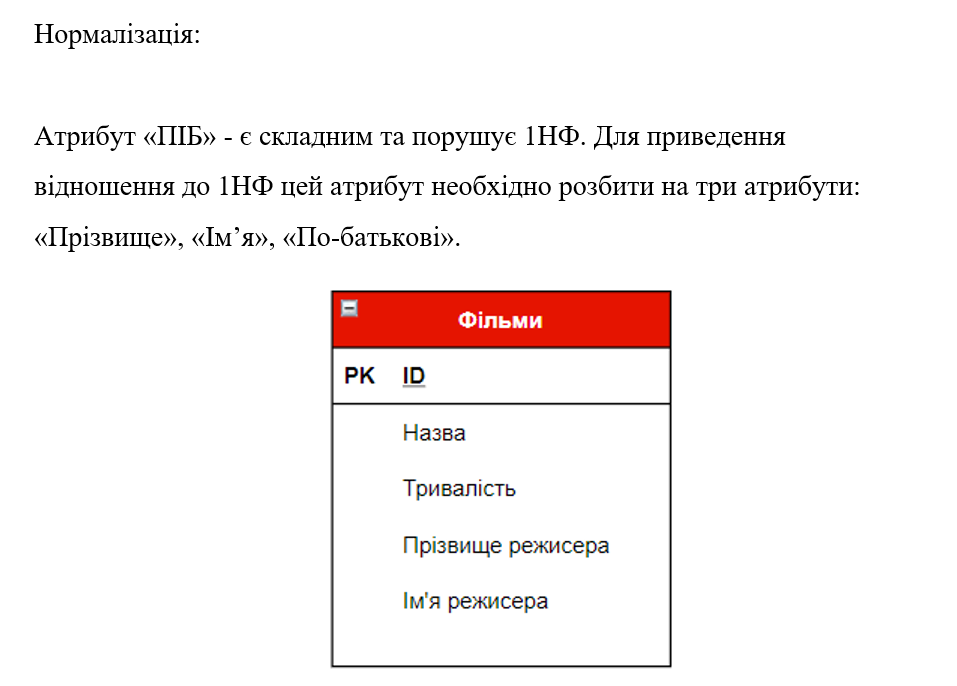 Нормалізація:
Атрибут «ПІБ» - є складним та порушує 1НФ. Для приведення
відношення до 1НФ цей атрибут необхідно розбити на три атрибути:
«Прізвище», «Ім’я», «По-батькові».
Фільми
PK ID
Назва
Тривалість
Прізвище режисера
Ім'я режисера